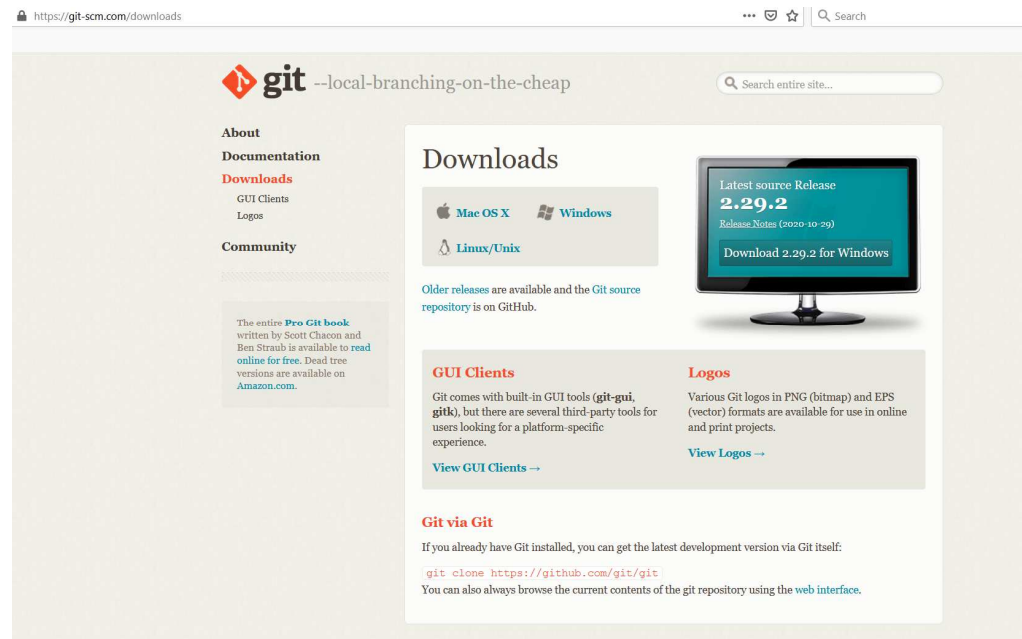 https://git-scm.com/downloads
Search
git --local-branching-on-the-cheap
Search entire site...
About
Documentation
Downloads
GUI Clients
Logos
Community
The entire Pro Git book
written by Scott Chacon and
Ben Straub is available to read
online for free. Dead tree
versions are available on
Amazon.com.
Downloads
Mac OS X
Windows
Linux/Unix
Older releases are available and the Git source
repository is on GitHub.
Latest source Release
2.29.2
Release Notes (2020-10-29)
Download 2.29.2 for Windows
GUI Clients
Git comes with built-in GUI tools (git-gui,
gitk), but there are several third-party tools for
users looking for a platform-specific
experience.
View GUI Clients →
Logos
Various Git logos in PNG (bitmap) and EPS
(vector) formats are available for use in online
and print projects.
View Logos →
Git via Git
If you already have Git installed, you can get the latest development version via Git itself:
git clone https://github.com/git/git
You can also always browse the current contents of the git repository using the web interface.